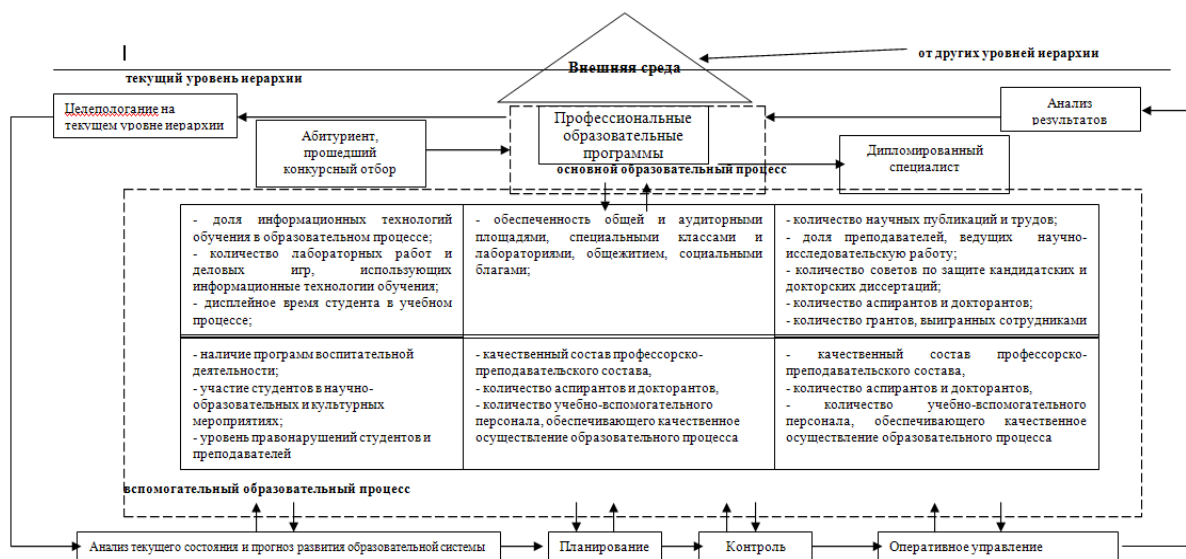 от других уровней иерархии
Внешняя среда
текущий уровень иерархии
Целепологание на
текущем уровне иерархии
Профессиональные
образовательные
программы
Анализ
результатов
Абитуриент,
прошедший
конкурсный отбор
Дипломированный
специалист
основной образовательный процесс
- доля информационных технологий
обучения в образовательном процессе;
- количество лабораторных работ и
деловых игр, использующих
информационные технологии обучения;
- дисплейное время студента в учебном
процессе;
- обеспеченность общей и аудиторными
площадями, специальными классами и
лабораториями, общежитием, социальными
благами;
- количество научных публикаций и трудов;
- доля преподавателей, ведущих научно-
исследовательскую работу;
- количество советов по защите кандидатских и
докторских диссертаций;
- количество аспирантов и докторантов;
- количество грантов, выигранных сотрудниками
- наличие программ воспитательной
деятельности;
- участие студентов в научно-
образовательных и культурных
мероприятиях;
- уровень правонарушений студентов и
преподавателей
- качественный состав профессорско-
преподавательского состава,
- количество аспирантов и докторантов,
- количество учебно-вспомогательного
персонала, обеспечивающего качественное
осуществление образовательного процесса
- качественный состав профессорско-
преподавательского состава,
- количество аспирантов и докторантов,
- количество учебно-вспомогательного
персонала, обеспечивающего качественное
осуществление образовательного процесса
вспомогательный образовательный процесс
Анализ текущего состояния и прогноз развития образовательной системы
Планирование
Контроль
Оперативное управление